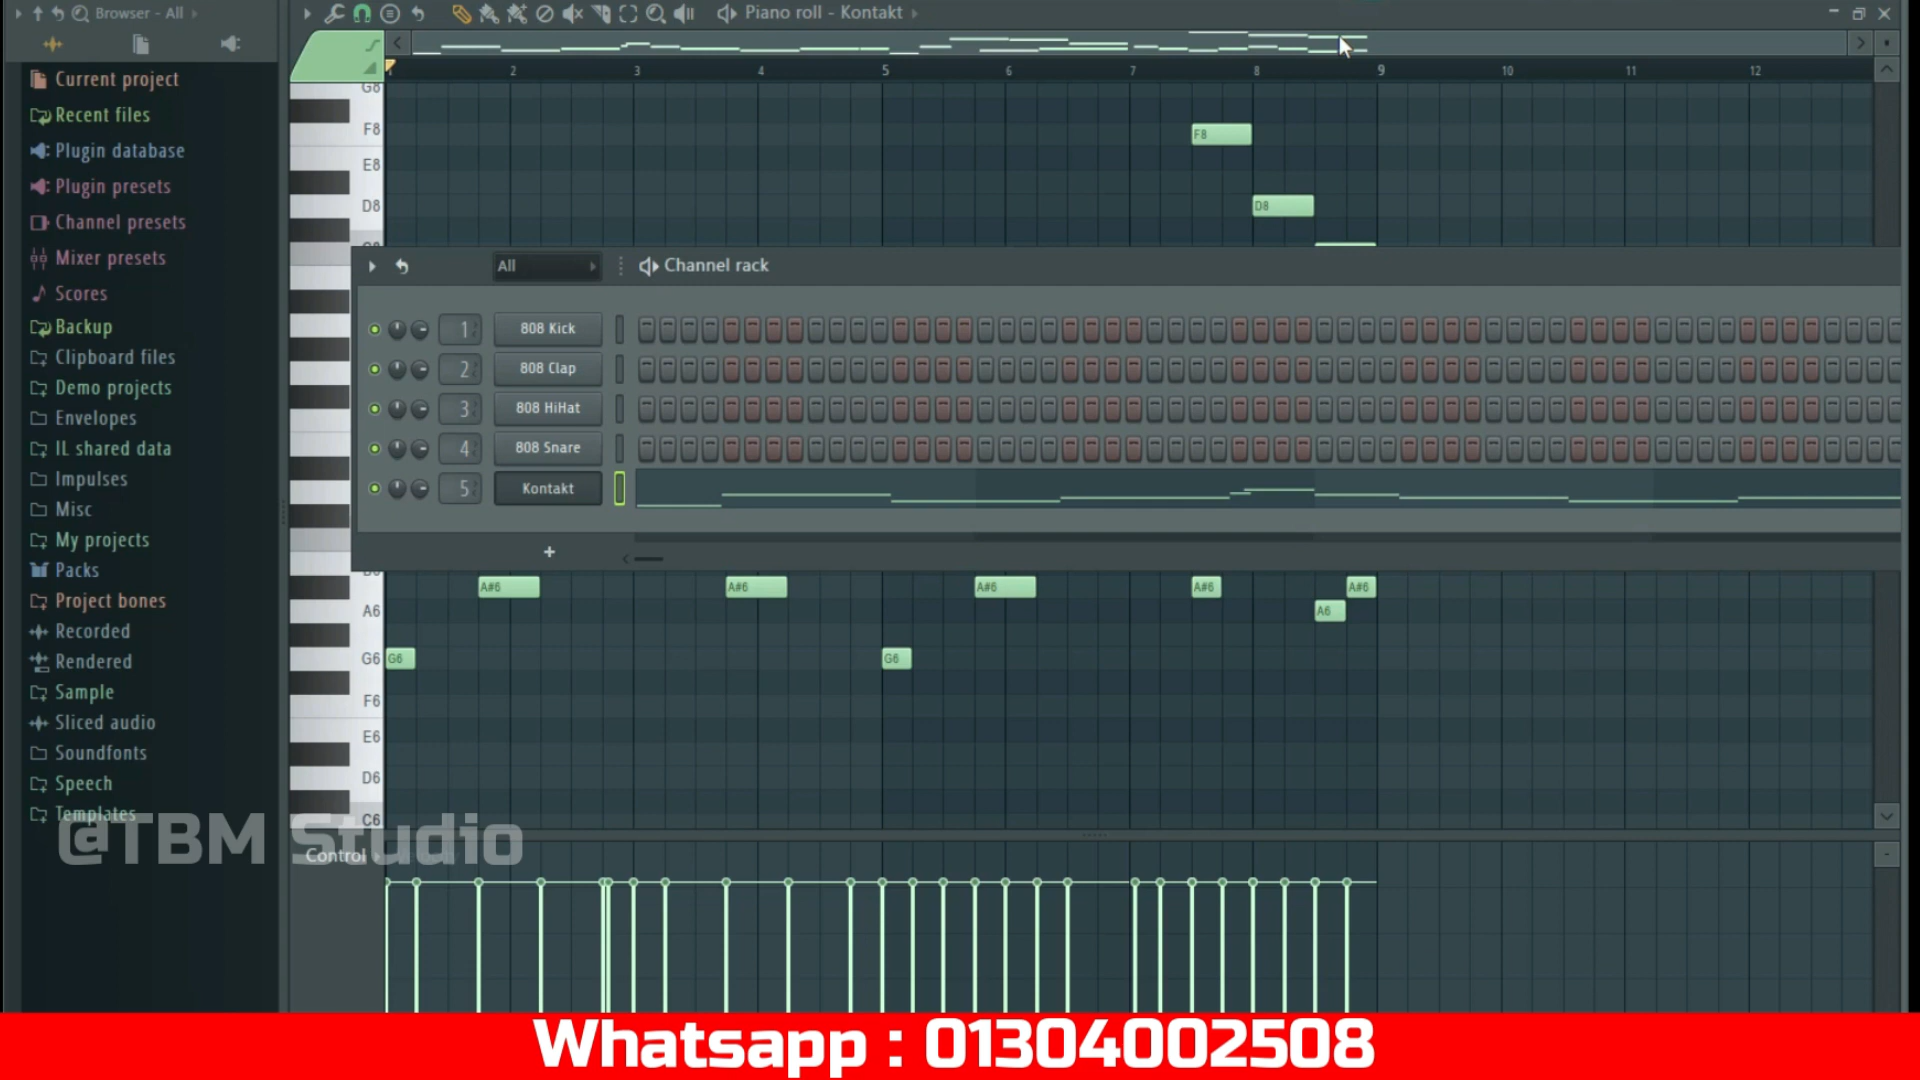 Browser - All
Piano roll - Kontakt
Current project
Recent files
Plugin database
Plugin presets
Channel presets
Mixer presets
Scores
Backup
Clipboard files
Demo projects
Envelopes
IL shared data
Impulses
Misc
My projects
Packs
Project bones
Recorded
Rendered
Sample
Sliced audio
Soundfonts
Speech
Templates
2 3 4 5 6 7 8 9 10 11 12
G8
F8 F8
E8
D8 D8
All Channel rack
1 808 Kick
2 808 Clap
3 808 HiHat
4 808 Snare
5 Kontakt
+
A#6 A#6 A#6 A#6 A#6
A6 A6
G6 G6 G6
F6
E6
D6
C6
@TBM Studio
Control
Whatsapp : 01304002508